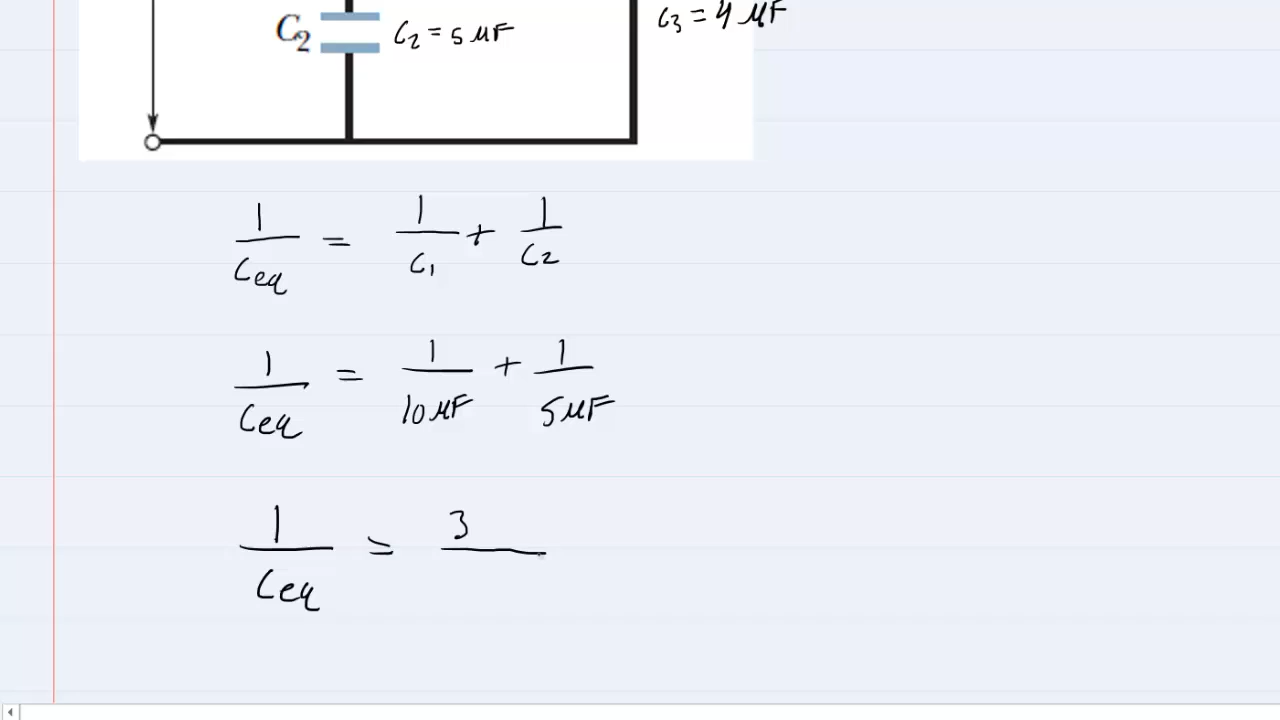 C₂ C₂ = 5 μF C₃ = 4 μF
1/Ceq = 1/C₁ + 1/C₂
1/Ceq = 1/10μF + 1/5μF
1/Ceq = 3/